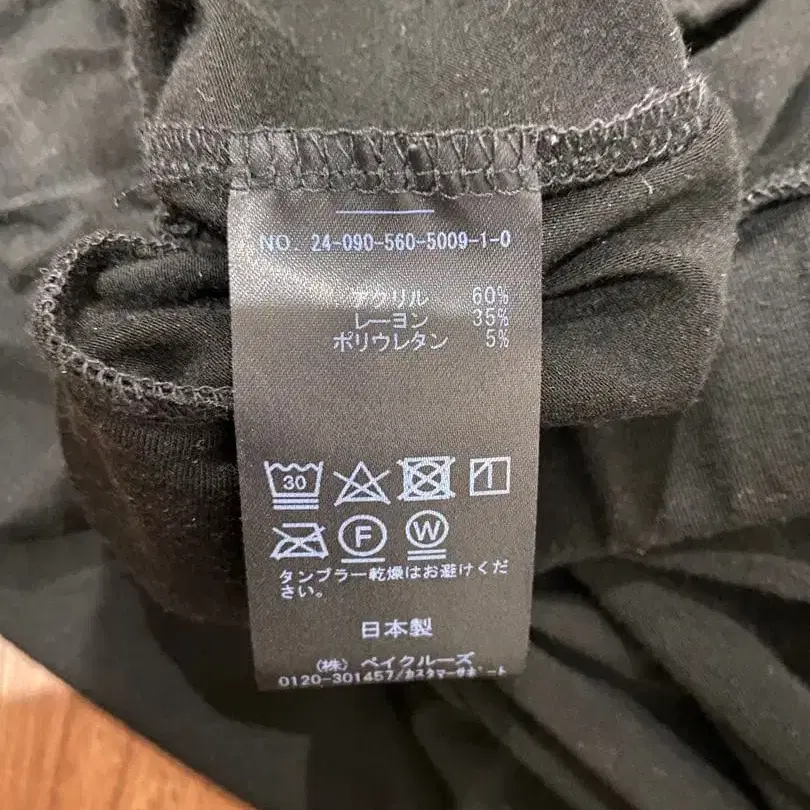 NO. 24-090-560-5009-1-0
アクリル 60%
レーヨン 35%
ポリウレタン 5%
30
F W
タンブラー乾燥はお避けくだ
さい。
日本製
(株) ベイクルーズ
0120-301457/カスタマーサポート